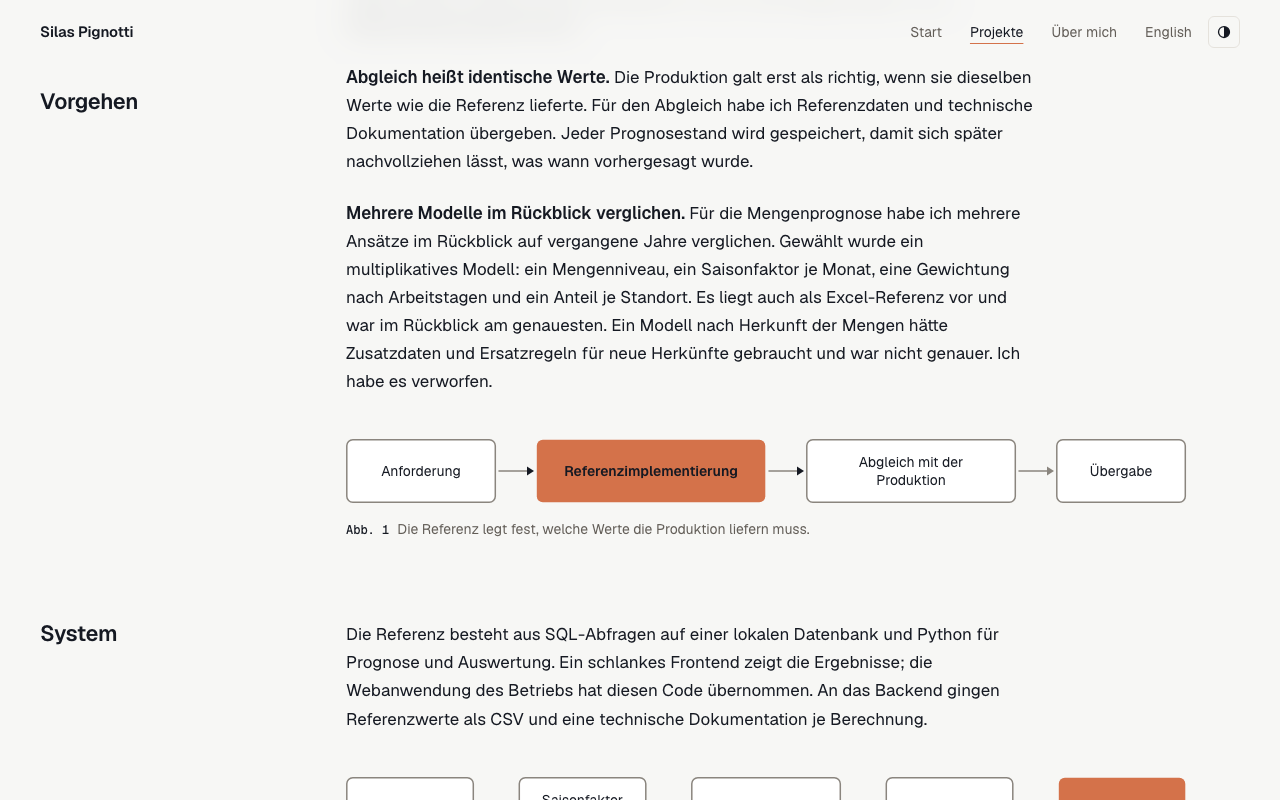 Silas Pignotti
Start
Projekte
Über mich
English
Vorgehen
Abgleich heißt identische Werte. Die Produktion galt erst als richtig, wenn sie dieselben
Werte wie die Referenz lieferte. Für den Abgleich habe ich Referenzdaten und technische
Dokumentation übergeben. Jeder Prognosestand wird gespeichert, damit sich später
nachvollziehen lässt, was wann vorhergesagt wurde.
Mehrere Modelle im Rückblick verglichen. Für die Mengenprognose habe ich mehrere
Ansätze im Rückblick auf vergangene Jahre verglichen. Gewählt wurde ein
multiplikatives Modell: ein Mengenniveau, ein Saisonfaktor je Monat, eine Gewichtung
nach Arbeitstagen und ein Anteil je Standort. Es liegt auch als Excel-Referenz vor und
war im Rückblick am genauesten. Ein Modell nach Herkunft der Mengen hätte
Zusatzdaten und Ersatzregeln für neue Herkünfte gebraucht und war nicht genauer. Ich
habe es verworfen.
Anforderung
Referenzimplementierung
Abgleich mit der
Produktion
Übergabe
Abb. 1 Die Referenz legt fest, welche Werte die Produktion liefern muss.
System
Die Referenz besteht aus SQL-Abfragen auf einer lokalen Datenbank und Python für
Prognose und Auswertung. Ein schlankes Frontend zeigt die Ergebnisse; die
Webanwendung des Betriebs hat diesen Code übernommen. An das Backend gingen
Referenzwerte als CSV und eine technische Dokumentation je Berechnung.
Saisonfaktor